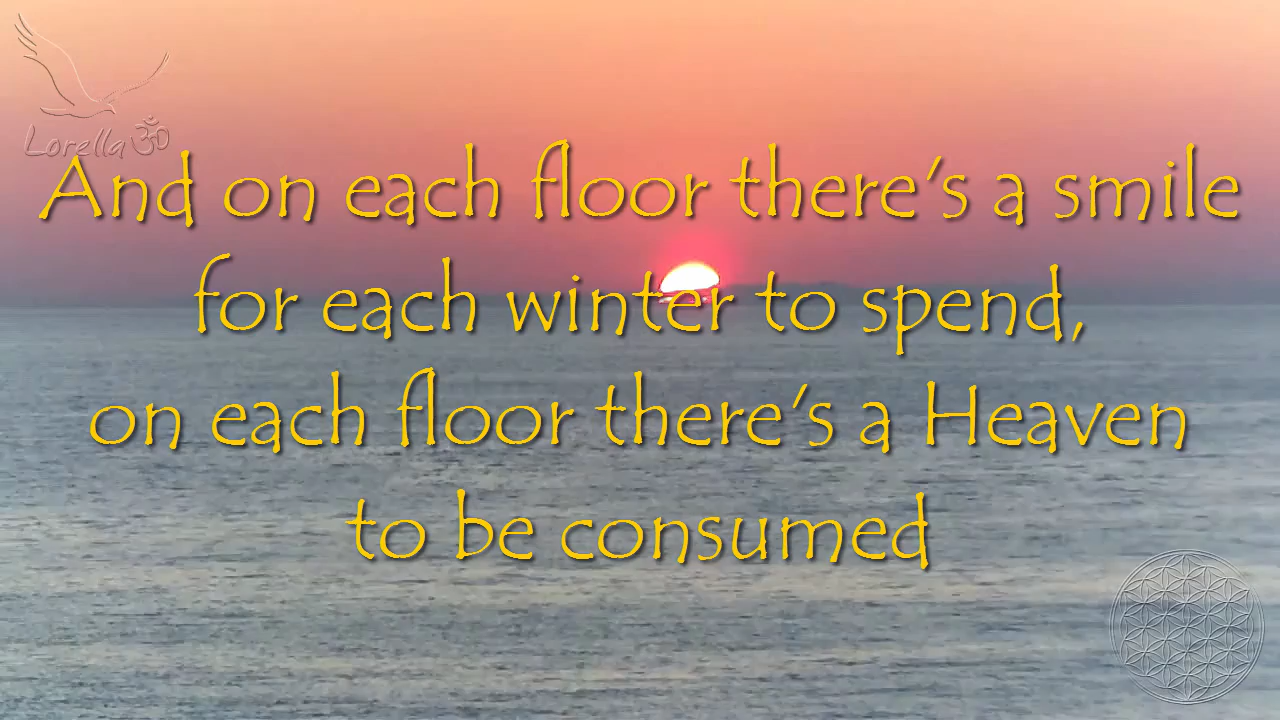 Lorella ॐ
And on each floor there's a smile
for each winter to spend,
on each floor there's a Heaven
to be consumed